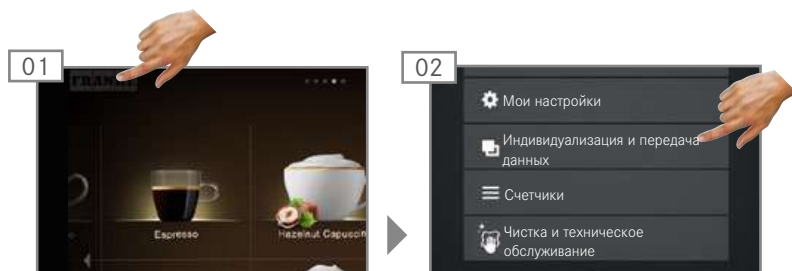 01
FRANKE
Espresso
Hazelnut Capuccin
02
Мои настройки
Индивидуализация и передача
данных
Счетчики
Чистка и техническое
обслуживание